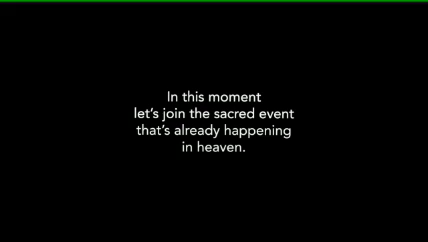 In this moment
let's join the sacred event
that's already happening
in heaven.